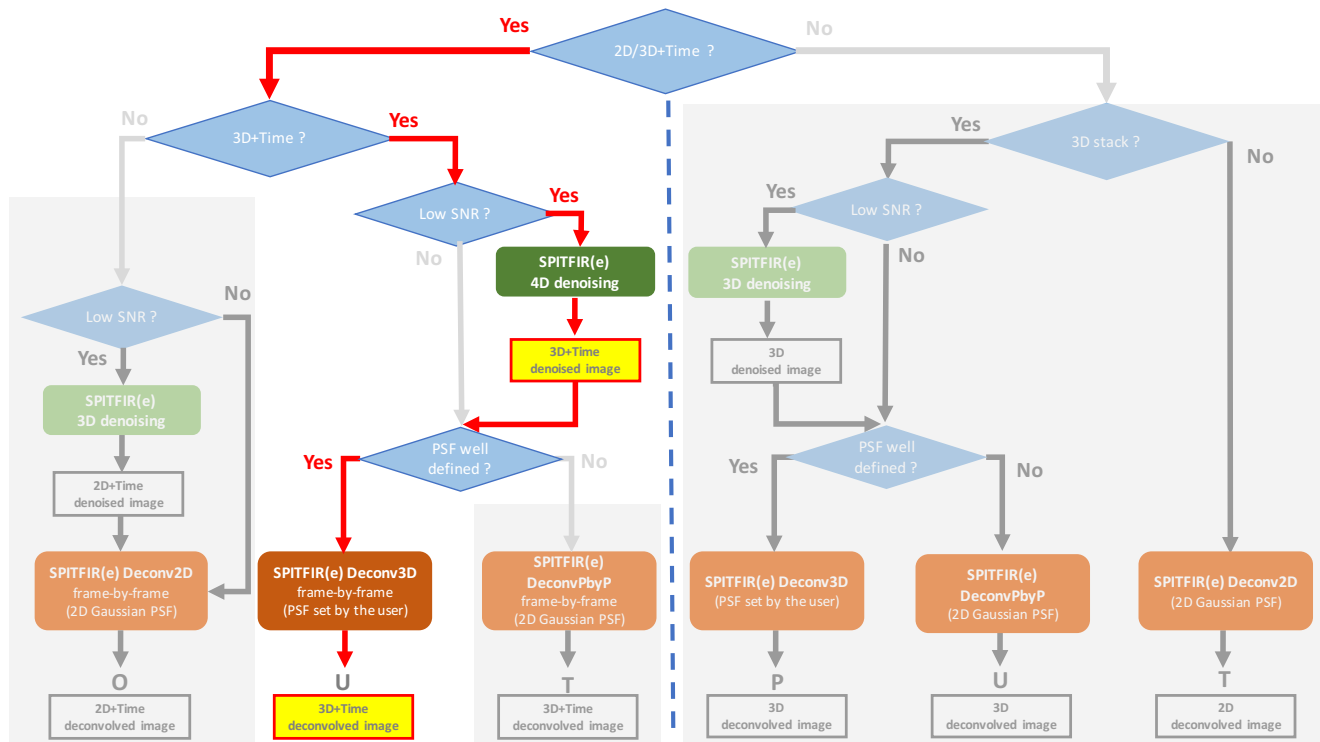 2D/3D+Time ?
Yes
No
3D+Time ?
No
Yes
Low SNR ?
Yes
No
SPITFIR(e)
4D denoising
3D+Time
denoised image
Low SNR ?
No
Yes
SPITFIR(e)
3D denoising
2D+Time
denoised image
PSF well
defined ?
Yes
No
SPITFIR(e) Deconv2D
frame-by-frame
(2D Gaussian PSF)
SPITFIR(e) Deconv3D
frame-by-frame
(PSF set by the user)
SPITFIR(e)
DeconvPbyP
frame-by-frame
(2D Gaussian PSF)
O
2D+Time
deconvolved image
U
3D+Time
deconvolved image
T
3D+Time
deconvolved image
3D stack ?
Yes
No
Low SNR ?
Yes
No
SPITFIR(e)
3D denoising
3D
denoised image
PSF well
defined ?
Yes
No
SPITFIR(e) Deconv3D
(PSF set by the user)
SPITFIR(e)
DeconvPbyP
(2D Gaussian PSF)
SPITFIR(e) Deconv2D
(2D Gaussian PSF)
P
3D
deconvolved image
U
3D
deconvolved image
T
2D
deconvolved image